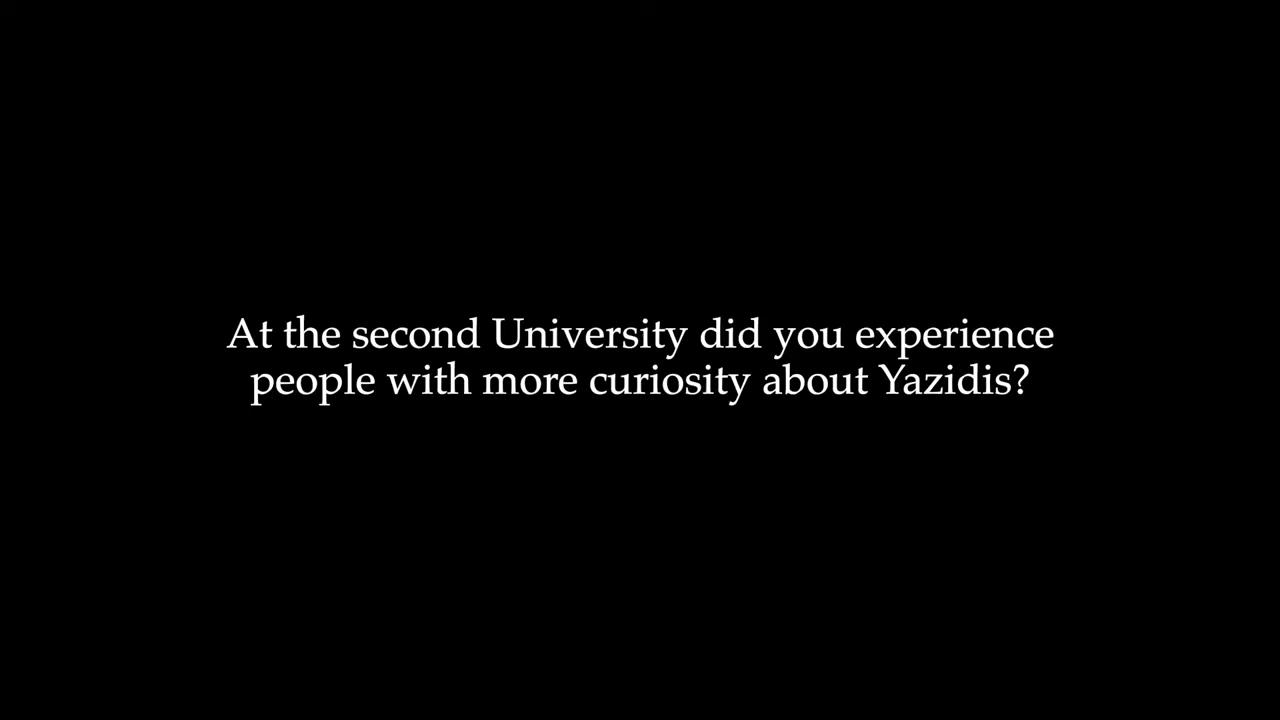 At the second University did you experience
people with more curiosity about Yazidis?